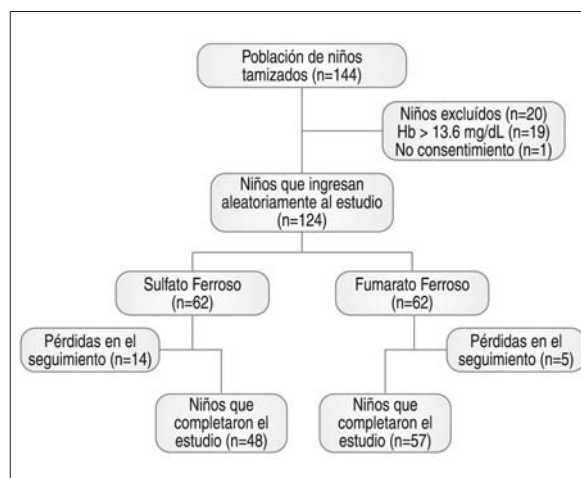 Población de niños
tamizados (n=144)
Niños excluídos (n=20)
Hb > 13.6 mg/dL (n=19)
No consentimiento (n=1)
Niños que ingresan
aleatoriamente al estudio
(n=124)
Sulfato Ferroso
(n=62)
Fumarato Ferroso
(n=62)
Pérdidas en el
seguimiento (n=14)
Pérdidas en el
seguimiento (n=5)
Niños que
completaron el
estudio (n=48)
Niños que
completaron el
estudio (n=57)